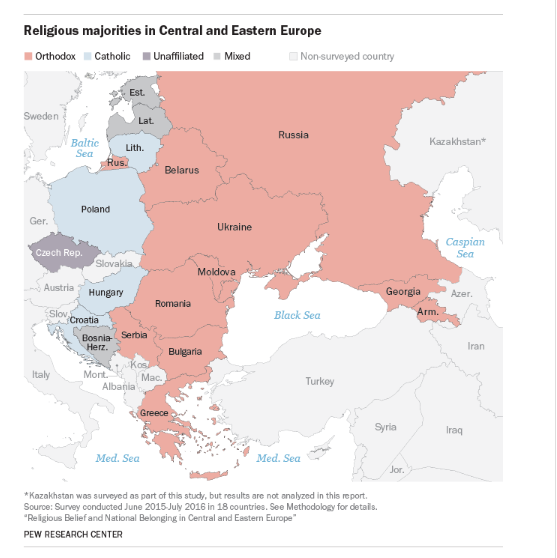 Religious majorities in Central and Eastern Europe
Orthodox Catholic Unaffiliated Mixed Non-surveyed country
Est.
Sweden
Lat.
Russia
Baltic
Sea
Lith.
Kazakhstan*
Rus.
Belarus
Poland
Ger.
Ukraine
Caspian
Sea
Czech Rep.
Slovakia
Moldova
Austria
Hungary
Georgia
Azer.
Romania
Slov.
Croatia
Arm.
Black Sea
Bosnia-
Herz.
Serbia
Iran
Bulgaria
Kos.
Italy
Mont.
Mac.
Turkey
Albania
Greece
Syria
Iraq
Med. Sea
Med. Sea
Jor.
*Kazakhstan was surveyed as part of this study, but results are not analyzed in this report.
Source: Survey conducted June 2015-July 2016 in 18 countries. See Methodology for details.
“Religious Belief and National Belonging in Central and Eastern Europe”
PEW RESEARCH CENTER